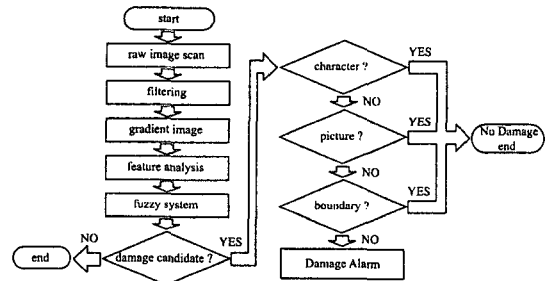 start
raw image scan
filtering
gradient image
feature analysis
fuzzy system
damage candidate ?
NO
end
YES
character ?
YES
NO
picture ?
YES
NO
boundary ?
YES
NO
Damage Alarm
No Damage
end